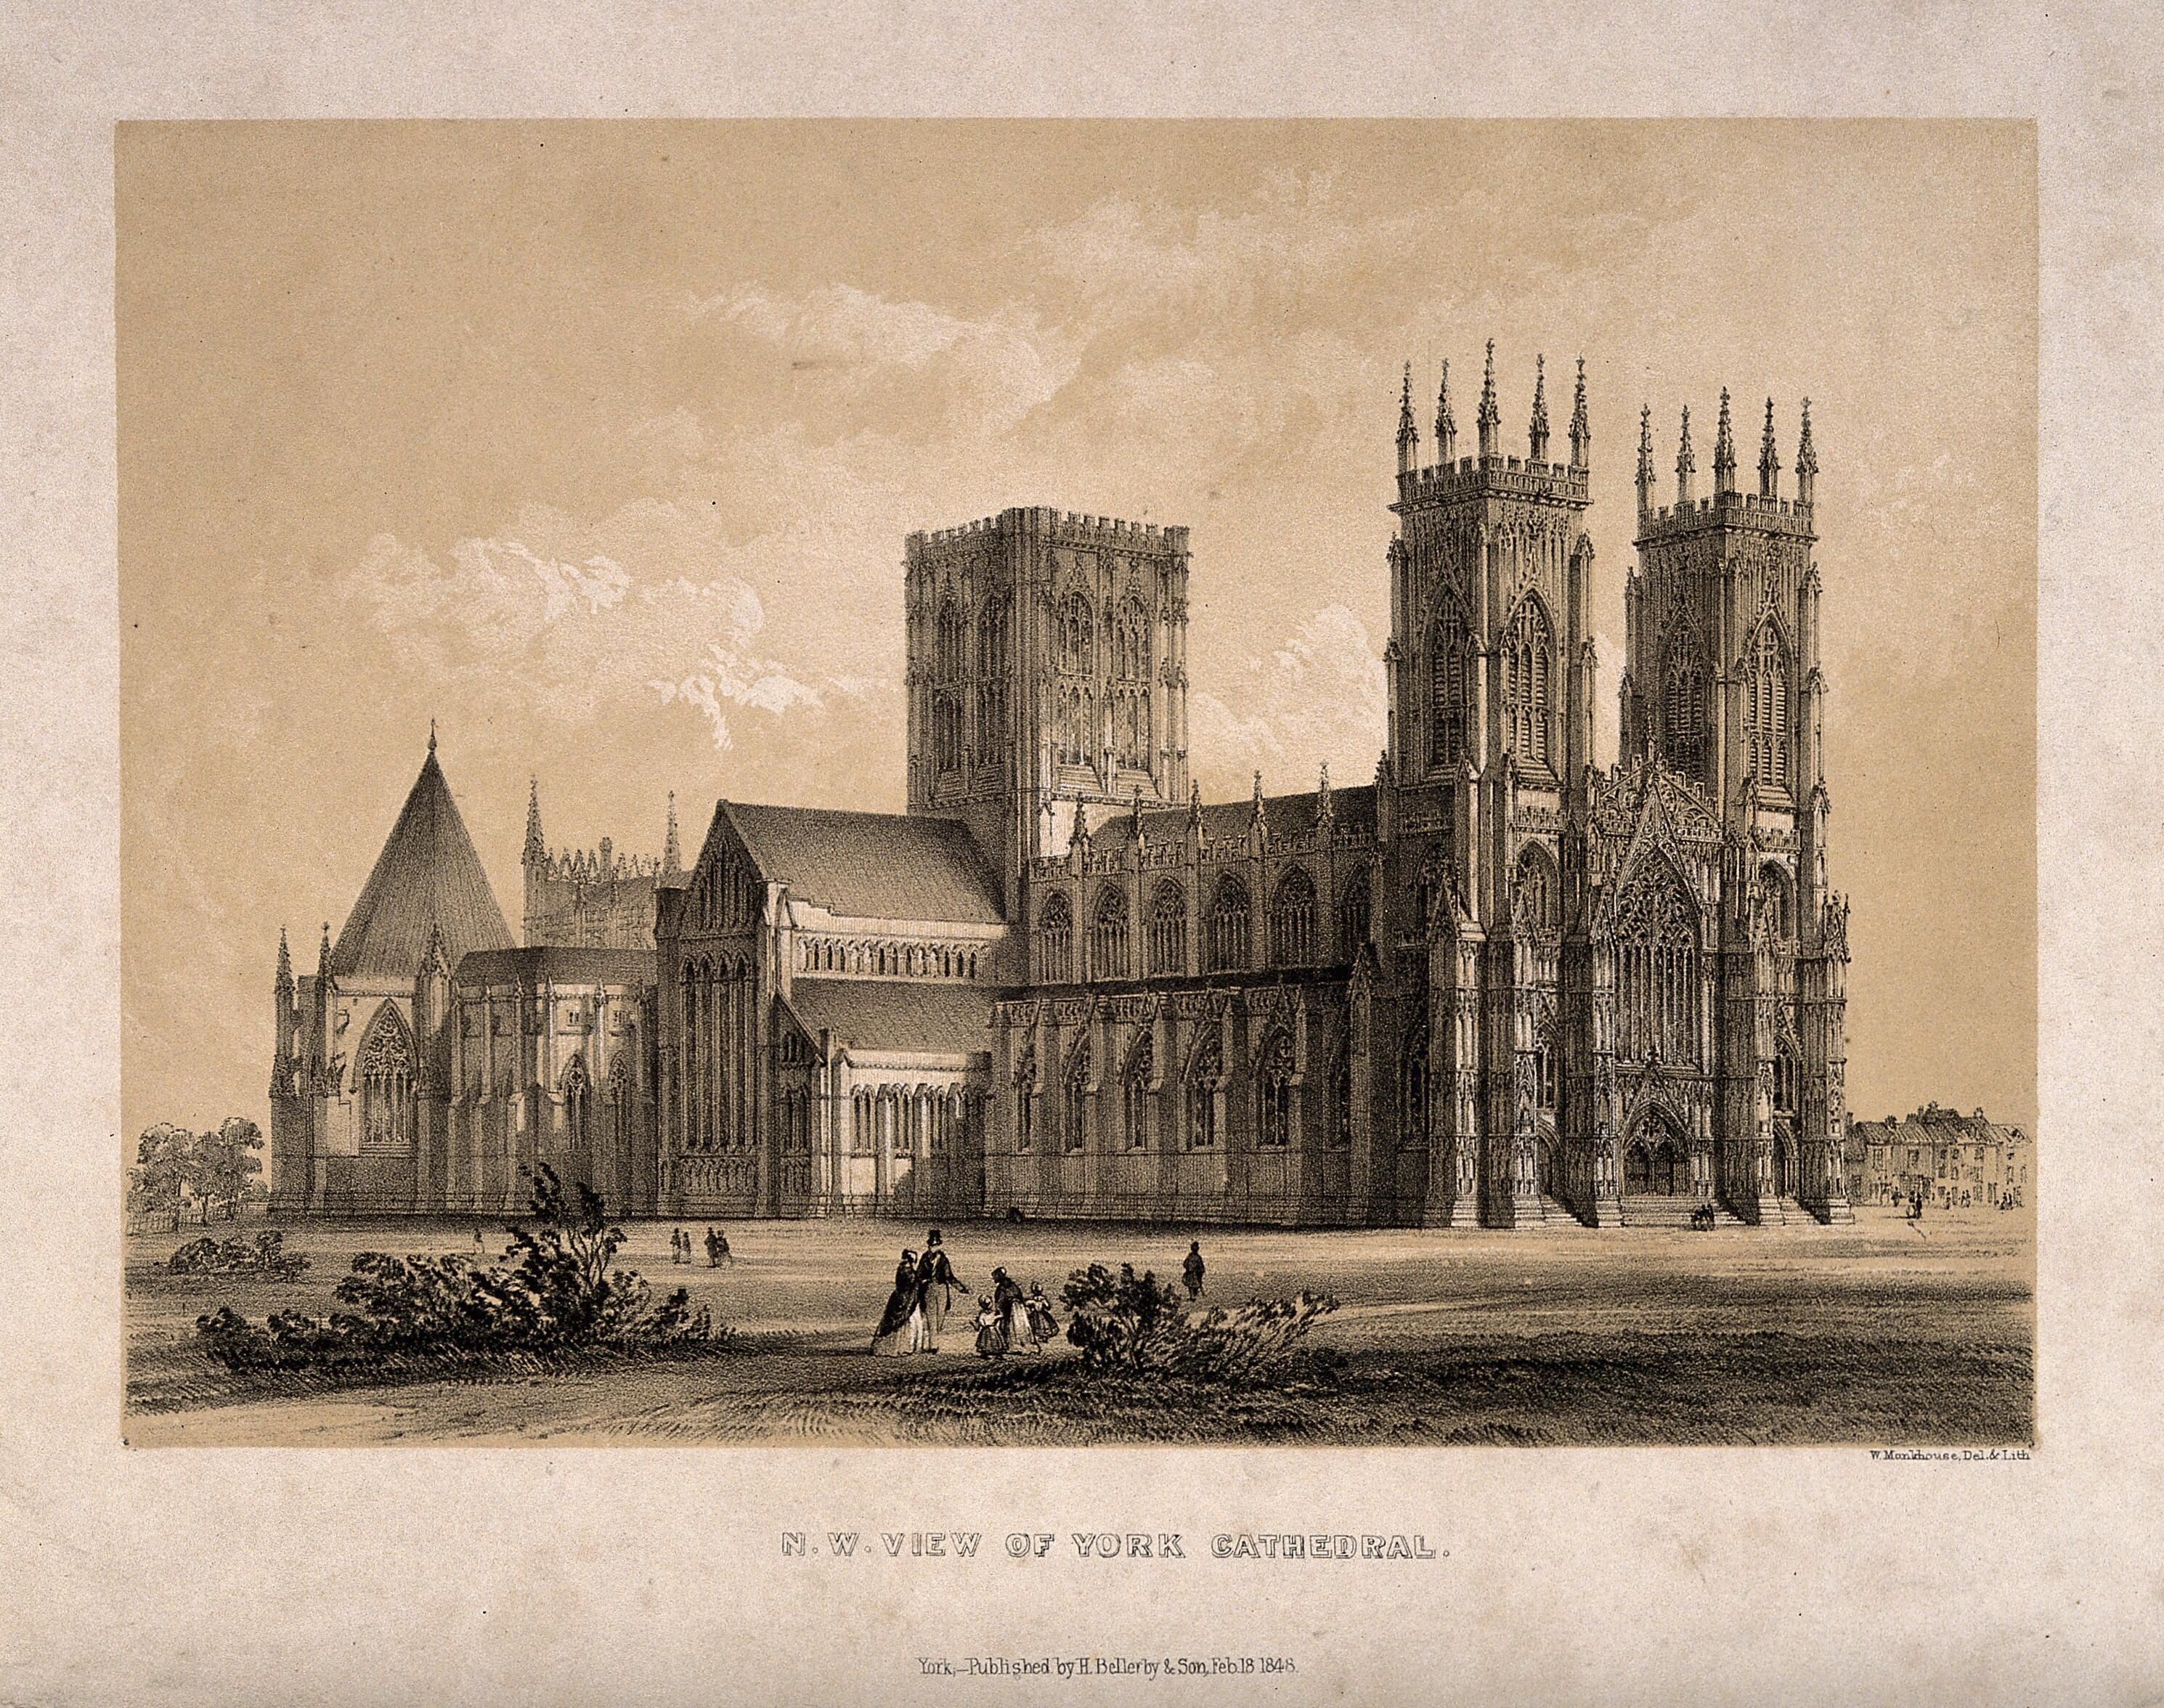 W. Monkhouse, Del. & Lith
N. W. VIEW OF YORK CATHEDRAL.
York,—Published by H. Bellerby & Son, Feb. 18 1848.